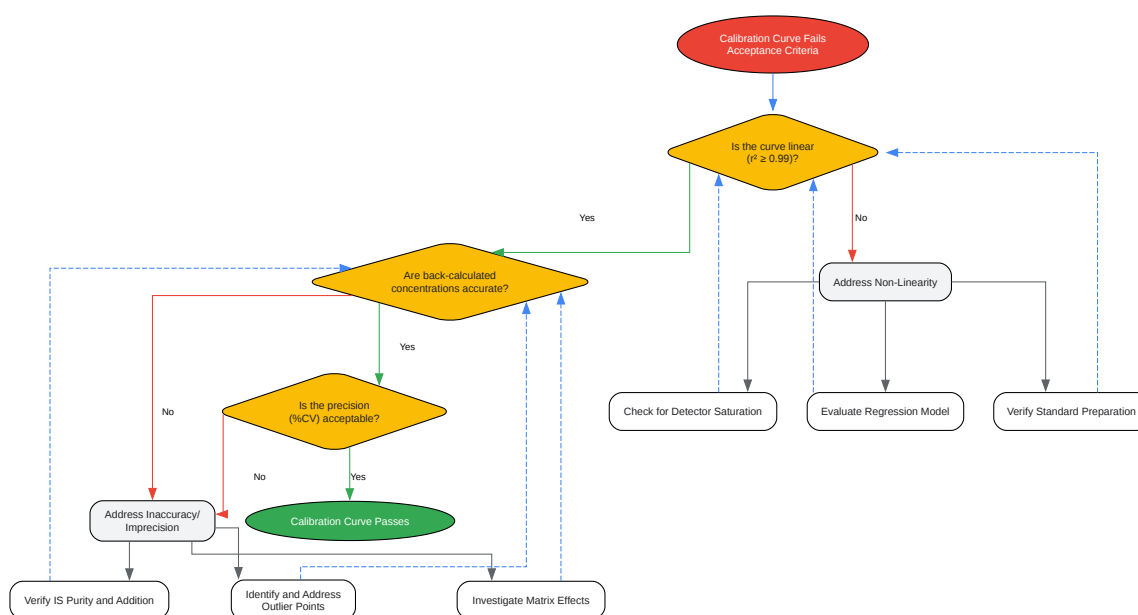 Calibration Curve Fails
Acceptance Criteria
Is the curve linear
(r² ≥ 0.99)?
Yes
No
Are back-calculated
concentrations accurate?
Address Non-Linearity
Yes
Is the precision
(%CV) acceptable?
No
Check for Detector Saturation
Evaluate Regression Model
Verify Standard Preparation
No
Yes
Address Inaccuracy/
Imprecision
Calibration Curve Passes
Verify IS Purity and Addition
Identify and Address
Outlier Points
Investigate Matrix Effects